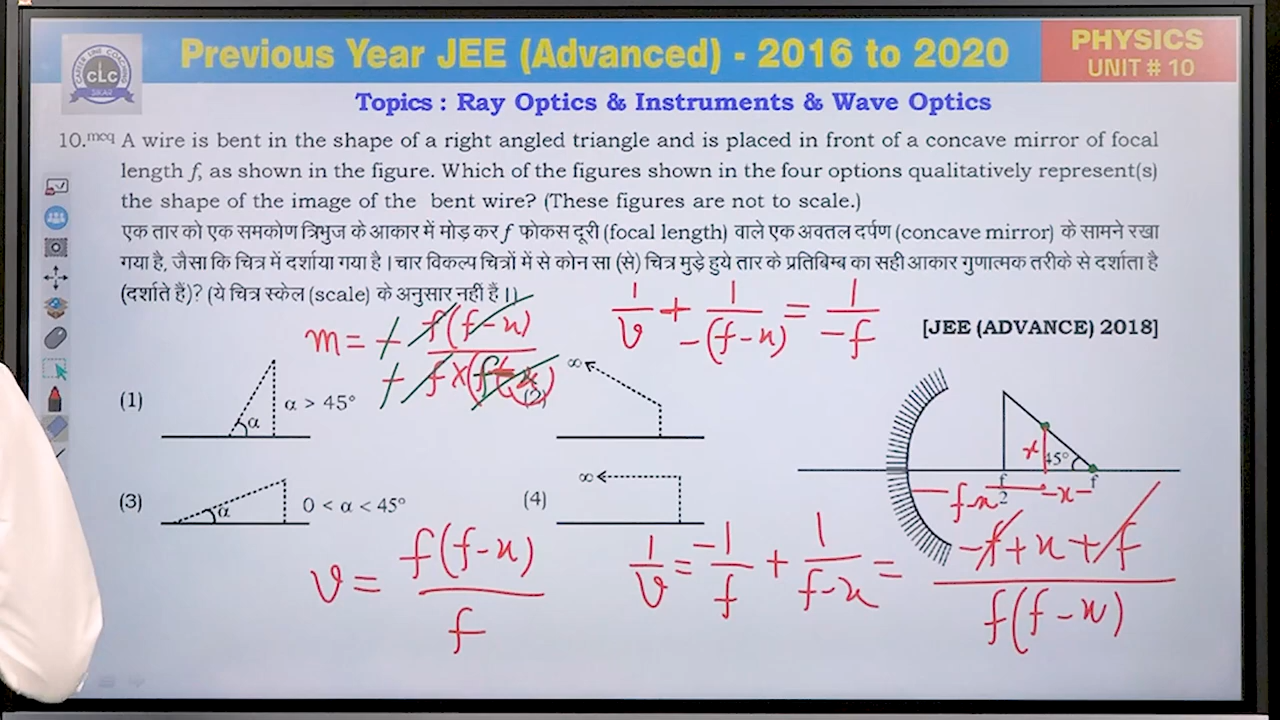 Previous Year JEE (Advanced) - 2016 to 2020
PHYSICS
UNIT # 10
CLC
SIKAR
Topics : Ray Optics & Instruments & Wave Optics
10.mcq A wire is bent in the shape of a right angled triangle and is placed in front of a concave mirror of focal
length f, as shown in the figure. Which of the figures shown in the four options qualitatively represent(s)
the shape of the image of the bent wire? (These figures are not to scale.)
एक तार को एक समकोण त्रिभुज के आकार में मोड़ कर f फोकस दूरी (focal length) वाले एक अवतल दर्पण (concave mirror) के सामने रखा
गया है, जैसा कि चित्र में दर्शाया गया है। चार विकल्प चित्रों में से कोन सा (से) चित्र मुड़े हुये तार के प्रतिबिम्ब का सही आकार गुणात्मक तरीके से दर्शाता है
(दर्शाते हैं)? (ये चित्र स्केल (scale) के अनुसार नहीं हैं।)
[JEE (ADVANCE) 2018]
m = + f(f-x)
+ f x (f-x)
1/v + 1/-(f-x) = 1/-f
(1) α α > 45°
(2) ∞
(3) α 0 < α < 45°
(4) ∞
x 45°
f/2 f
f-x -x-
v = f(f-x)/f
1/v = -1/f + 1/f-x = -f+x+f/f(f-x)